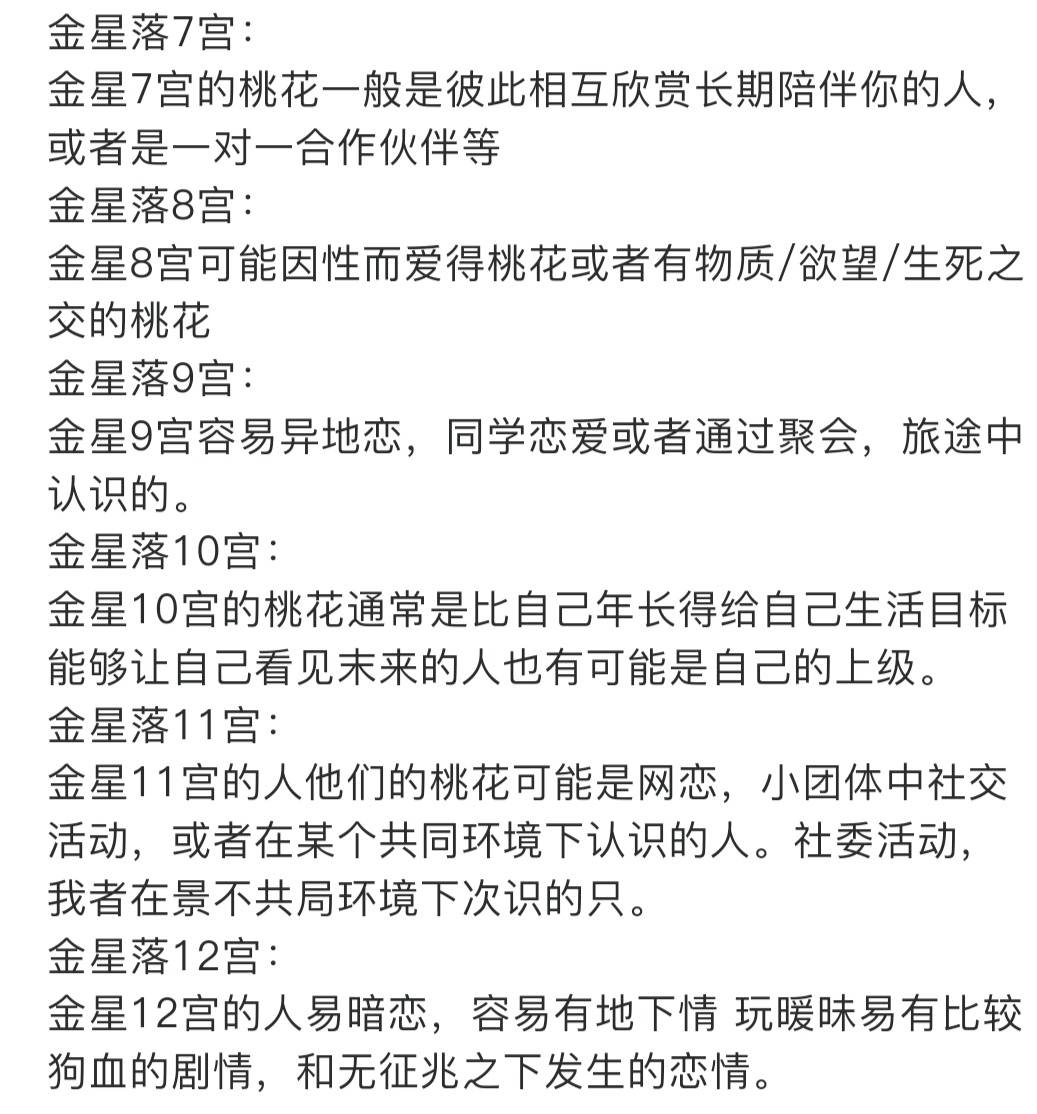 金星落7宫：
金星7宫的桃花一般是彼此相互欣赏长期陪伴你的人，
或者是一对一合作伙伴等
金星落8宫：
金星8宫可能因性而爱得桃花或者有物质/欲望/生死之
交的桃花
金星落9宫：
金星9宫容易异地恋，同学恋爱或者通过聚会，旅途中
认识的。
金星落10宫：
金星10宫的桃花通常是比自己年长得给自己生活目标
能够让自己看见末来的人也有可能是自己的上级。
金星落11宫：
金星11宫的人他们的桃花可能是网恋，小团体中社交
活动，或者在某个共同环境下认识的人。社委活动，
我者在景不共局环境下次识的只。
金星落12宫：
金星12宫的人易暗恋，容易有地下情 玩暖昧易有比较
狗血的剧情，和无征兆之下发生的恋情。